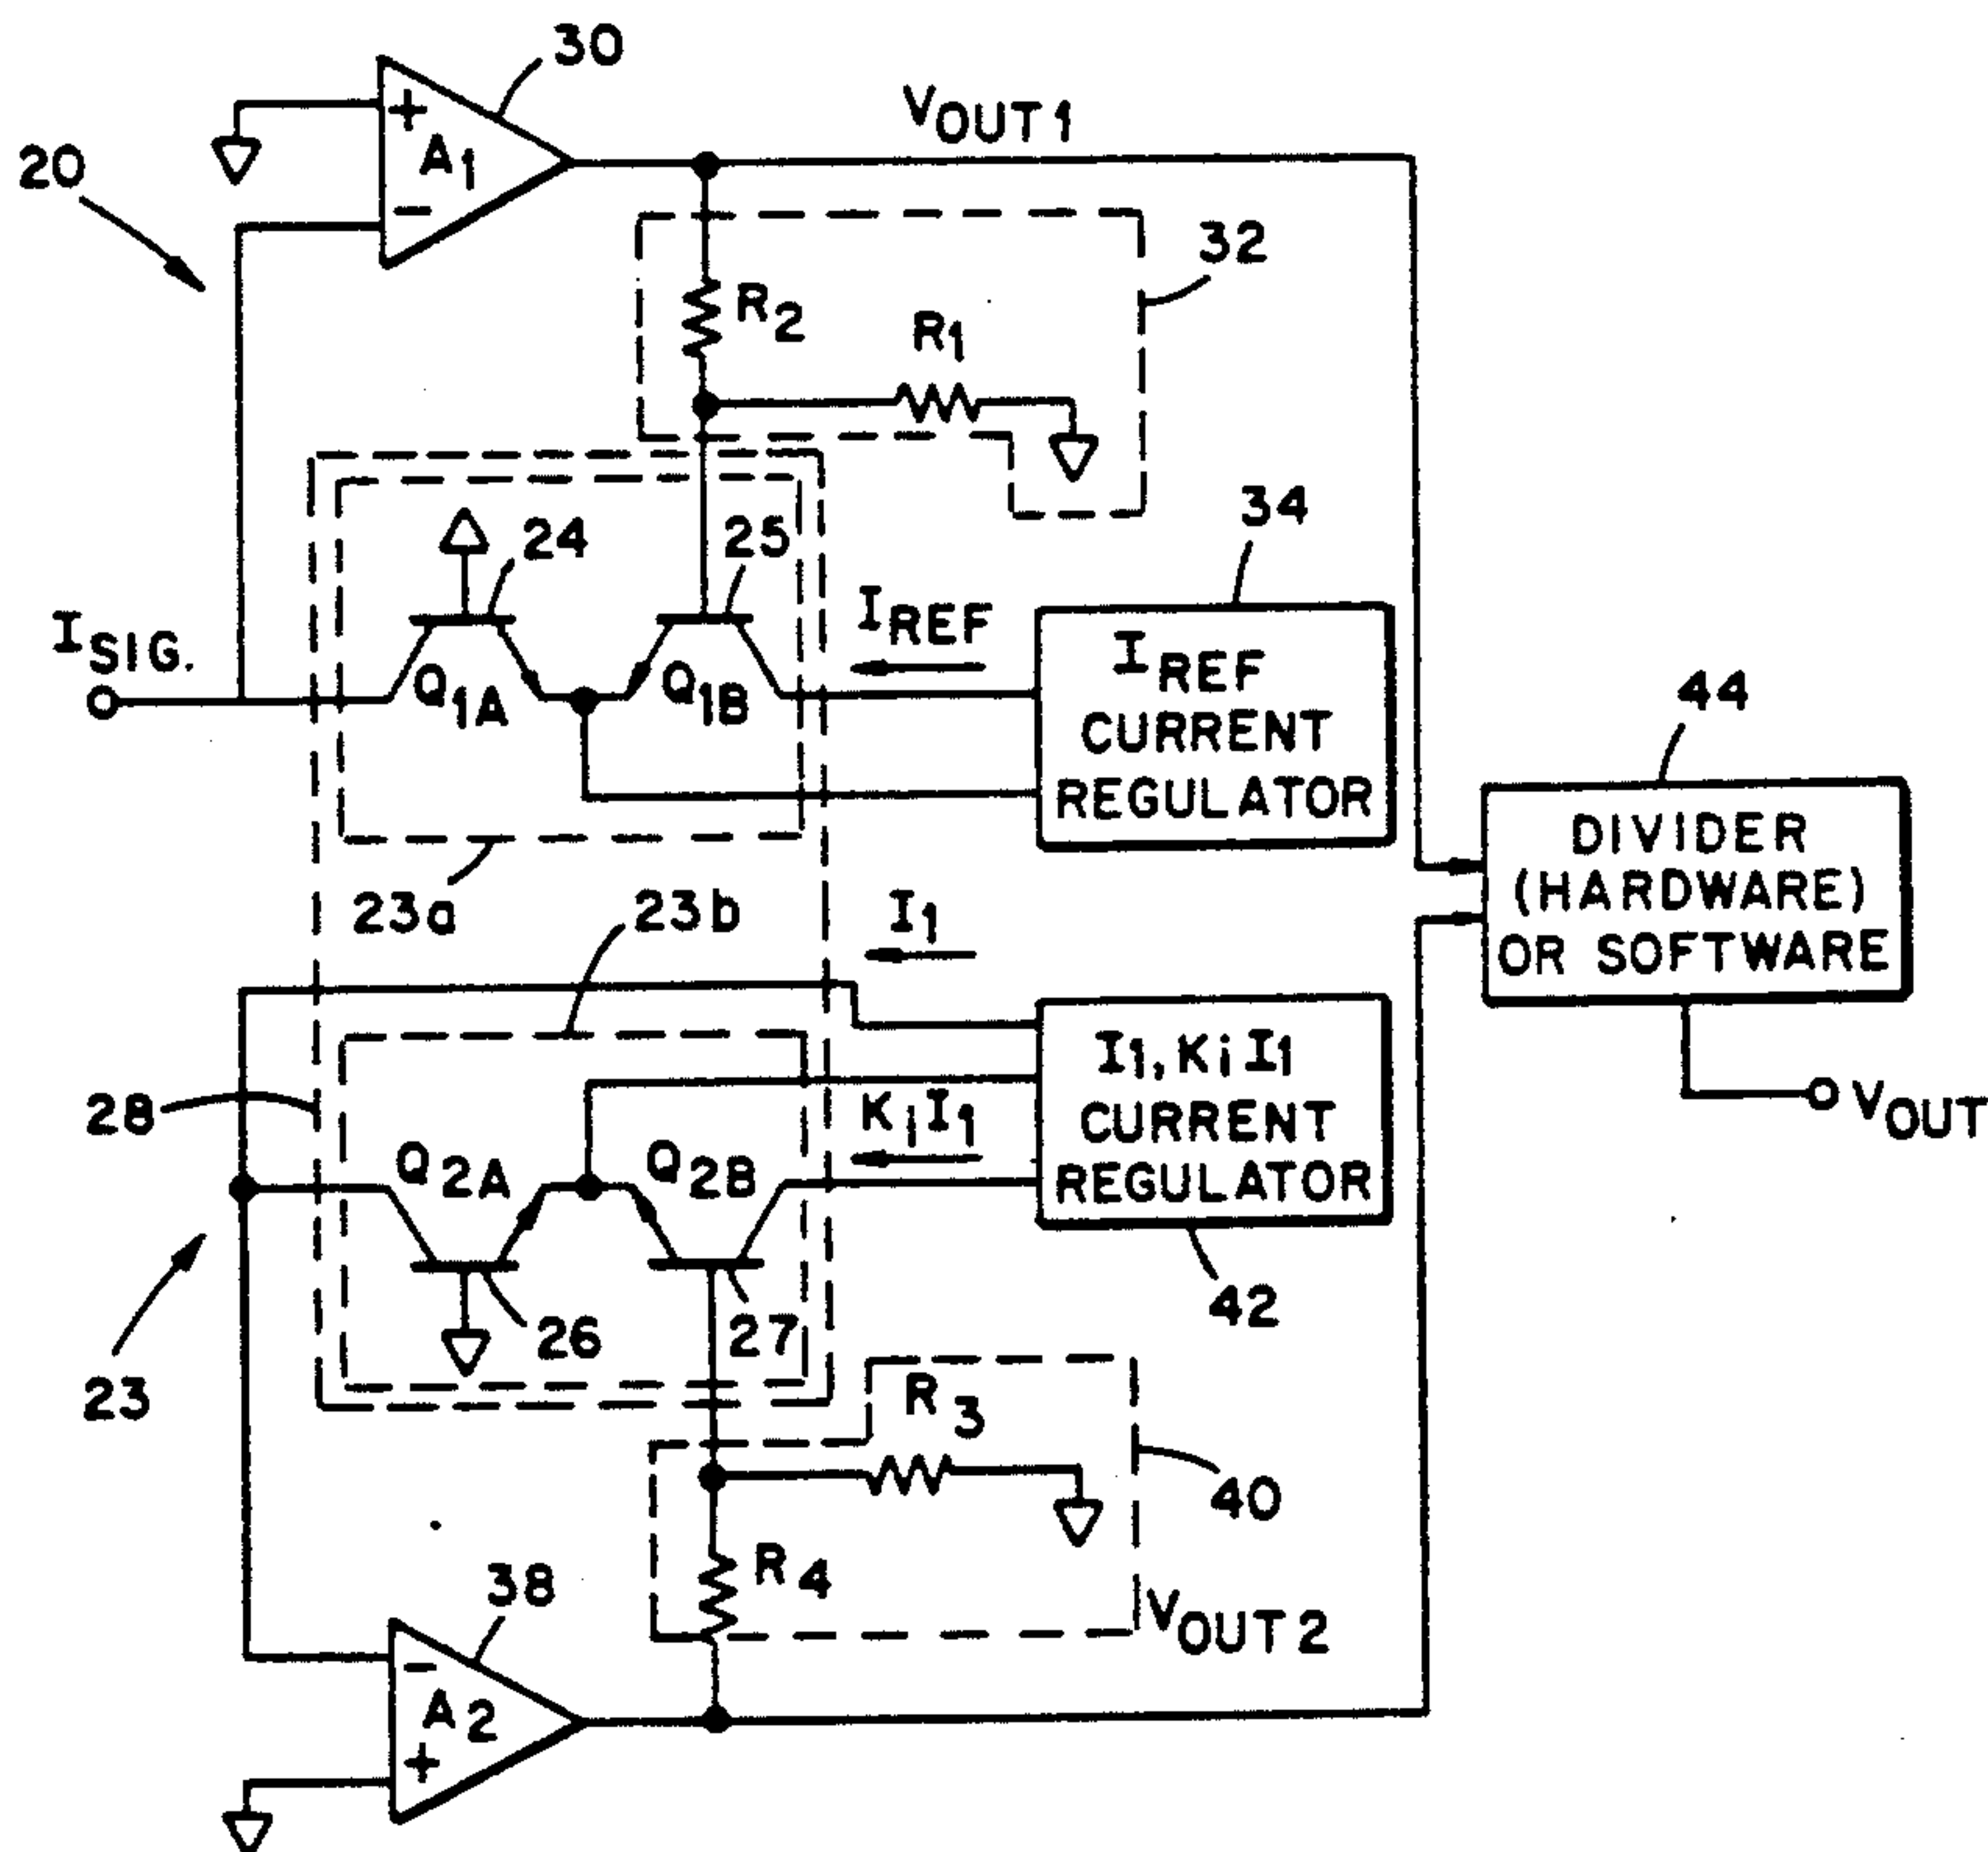 30
A1
+
-
VOUT1
20
32
R2
R1
34
24
25
ISIG.
Q1A
Q1B
IREF
IREF
CURRENT
REGULATOR
44
DIVIDER
(HARDWARE)
OR SOFTWARE
23a
23b
I1
28
Q2A
Q2B
KiI1
I1, KiI1
CURRENT
REGULATOR
VOUT
42
26
27
23
R3
40
R4
38
VOUT2
-
A2
+